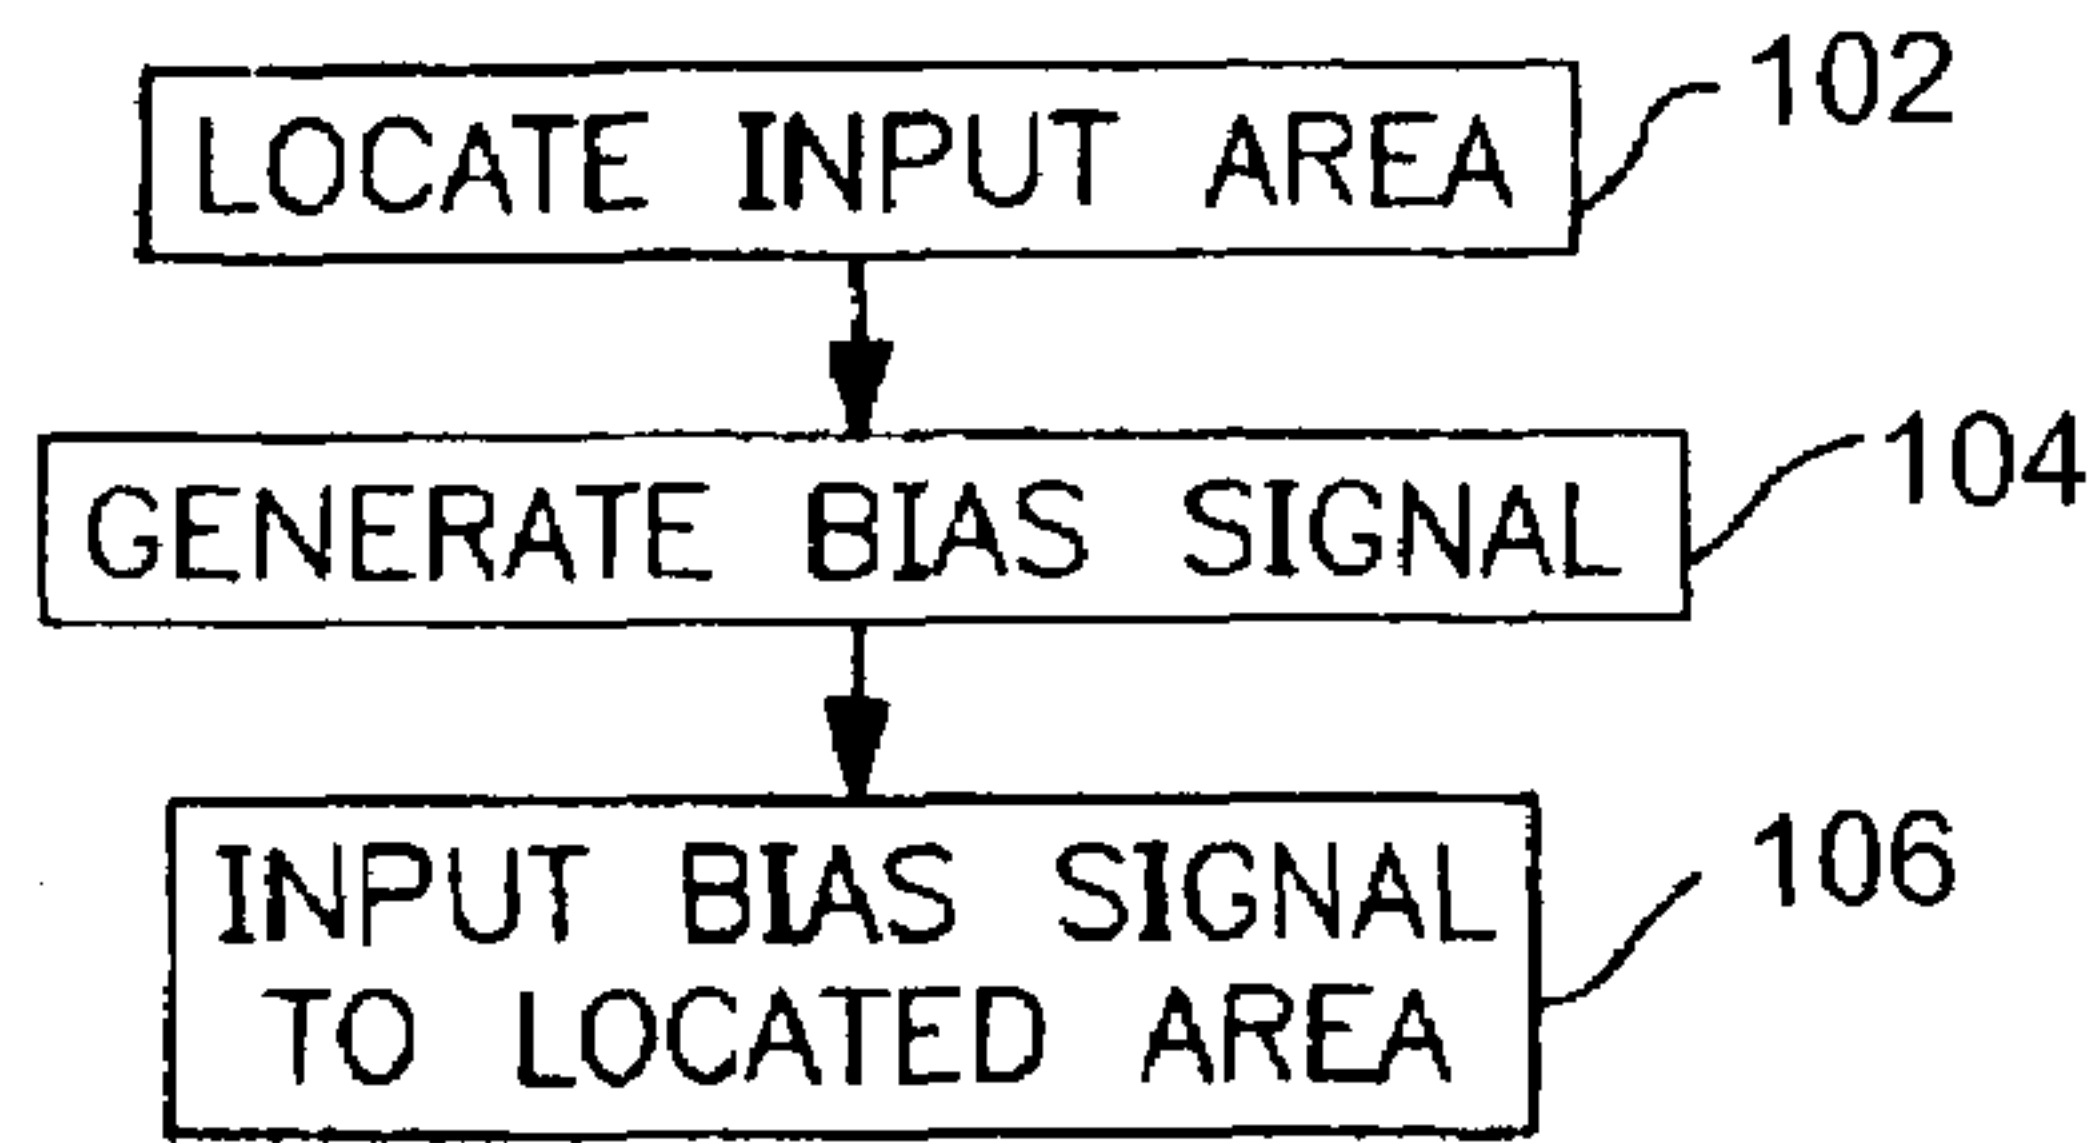 LOCATE INPUT AREA
102
GENERATE BIAS SIGNAL
104
INPUT BIAS SIGNAL
TO LOCATED AREA
106